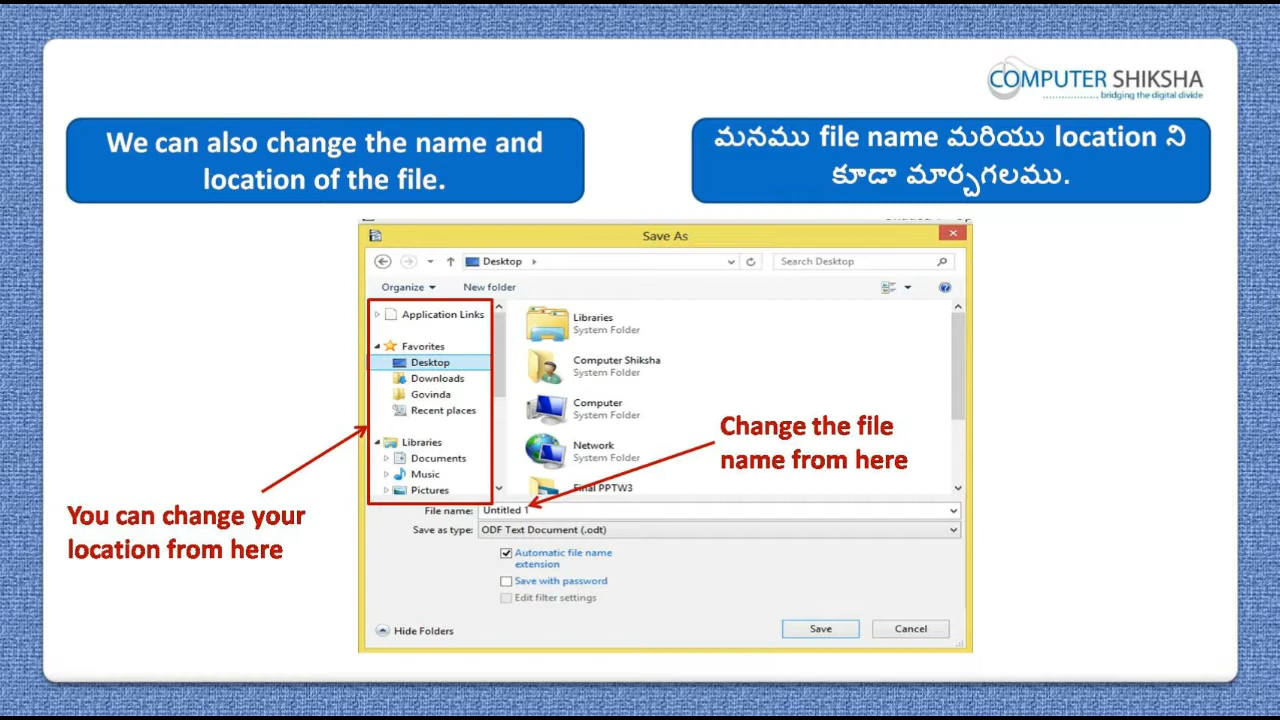 COMPUTER SHIKSHA
bridging the digital divide
We can also change the name and
location of the file.
మనము file name మరియు location ని
కూడా మార్చగలము.
Save As
Desktop
Search Desktop
Organize
New folder
Application Links
Favorites
Desktop
Downloads
Govinda
Recent places
Libraries
Documents
Music
Pictures
Libraries
System Folder
Computer Shiksha
System Folder
Computer
System Folder
Network
System Folder
Final PPTW3
Change the file
name from here
You can change your
location from here
File name: Untitled 1
Save as type: ODF Text Document (.odt)
Automatic file name
extension
Save with password
Edit filter settings
Hide Folders
Save
Cancel